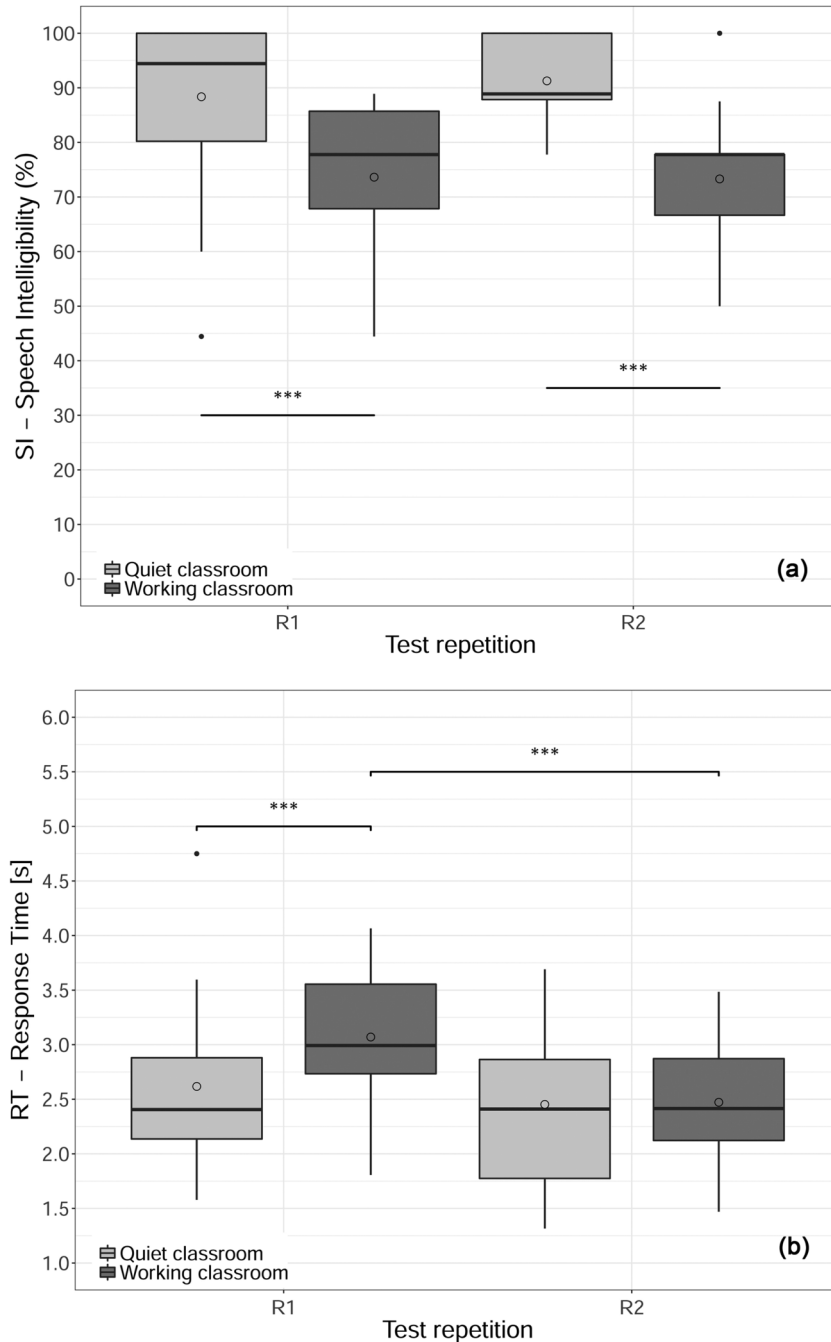 100
90
80
70
60
50
40
30
20
10
0
SI – Speech Intelligibility (%)
***
***
Quiet classroom
Working classroom
(a)
R1
R2
Test repetition
6.0
5.5
5.0
4.5
4.0
3.5
3.0
2.5
2.0
1.5
1.0
RT – Response Time [s]
***
***
Quiet classroom
Working classroom
(b)
R1
R2
Test repetition